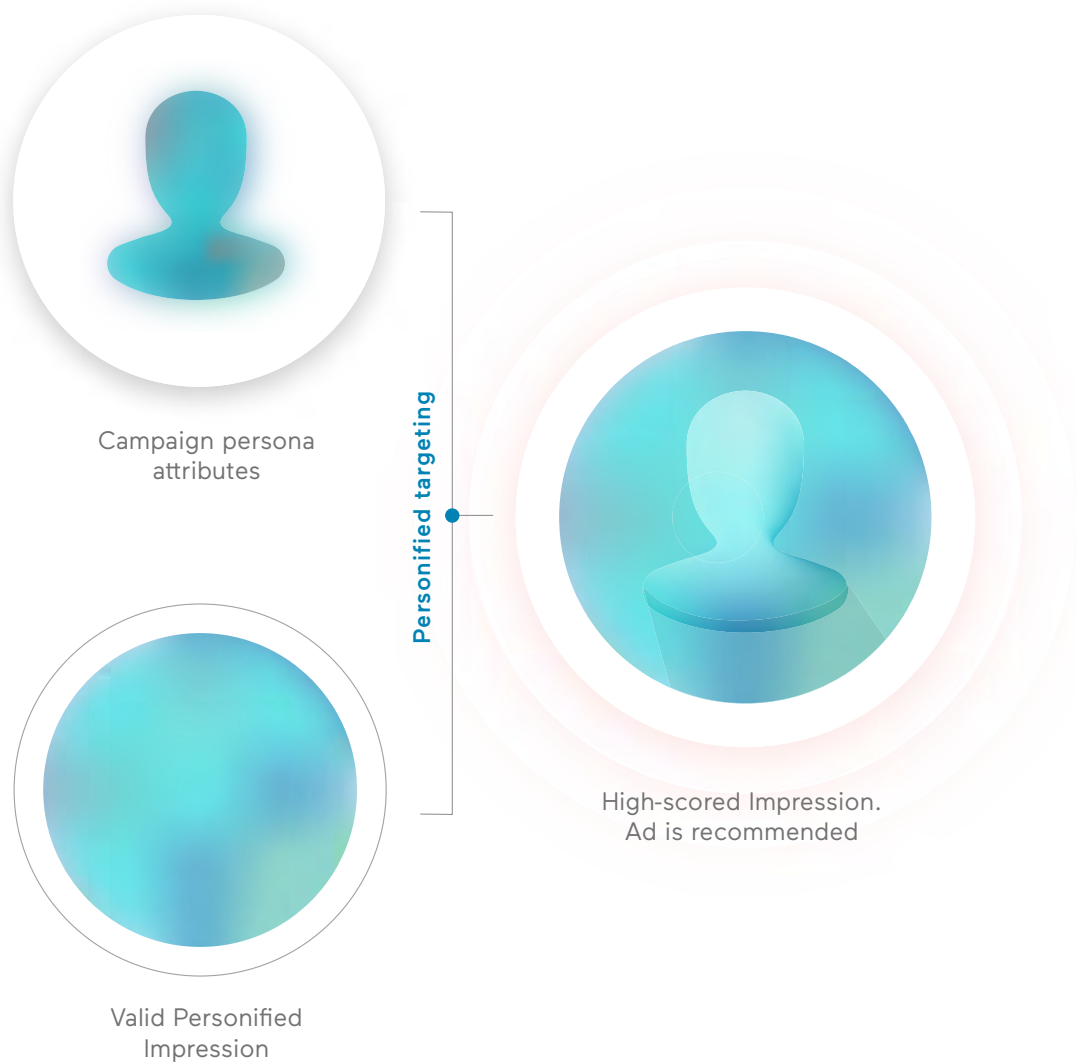 Campaign persona
attributes
Personified targeting
Valid Personified
Impression
High-scored Impression.
Ad is recommended